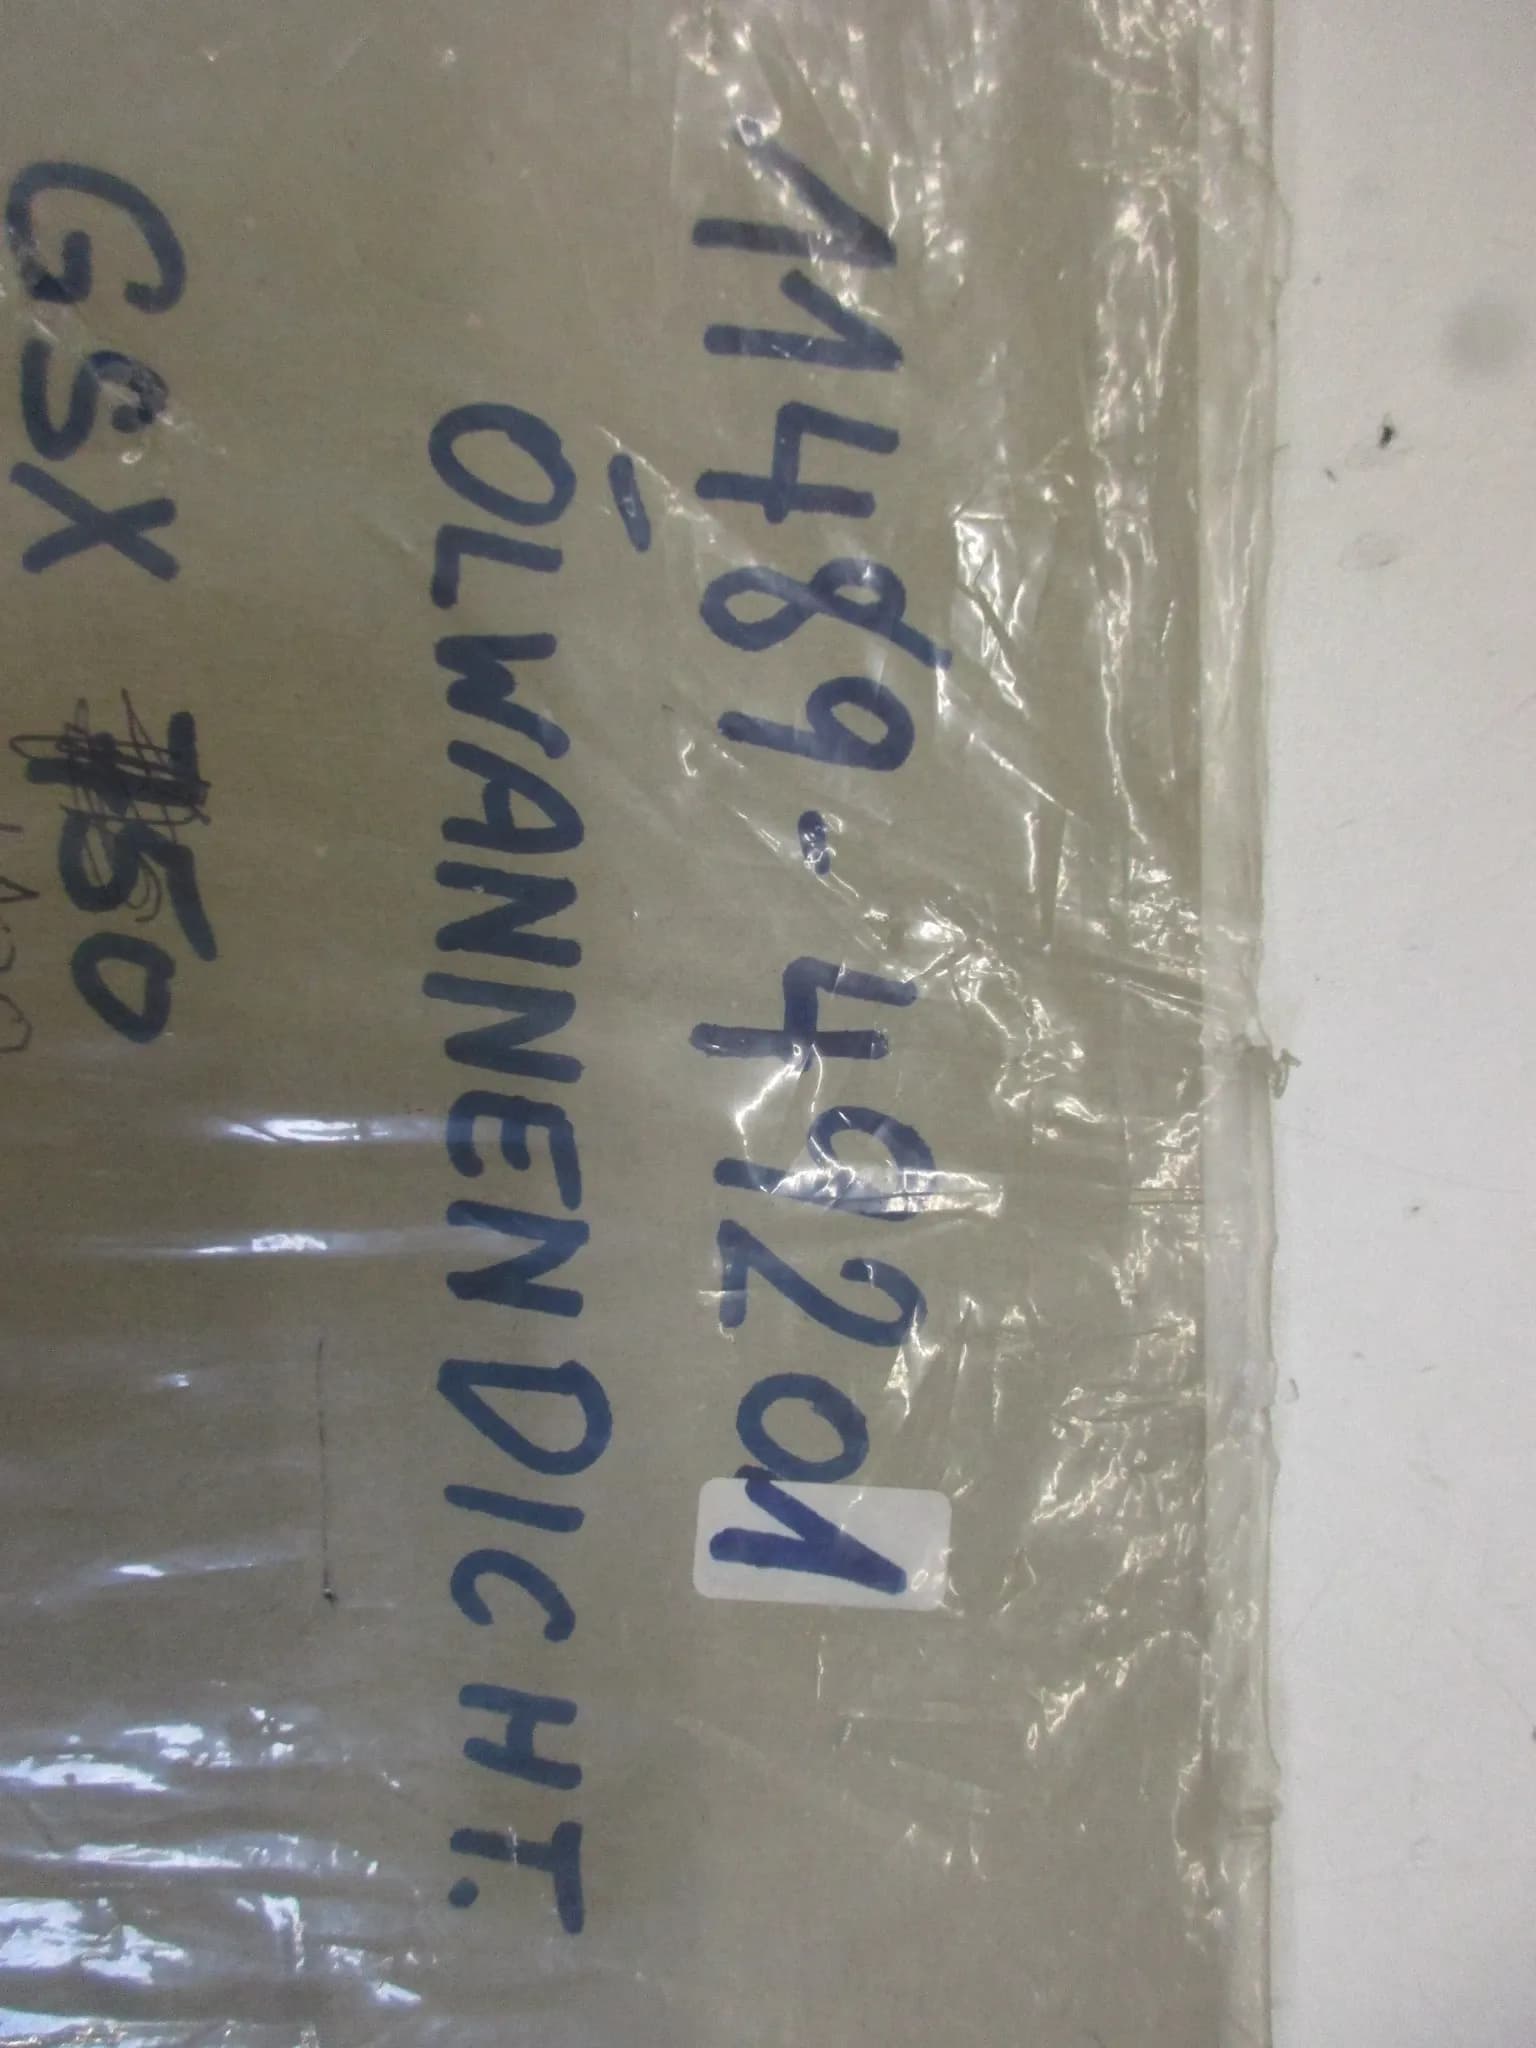 11489-49201
ÖLWANNENDICHT.
GSX 750